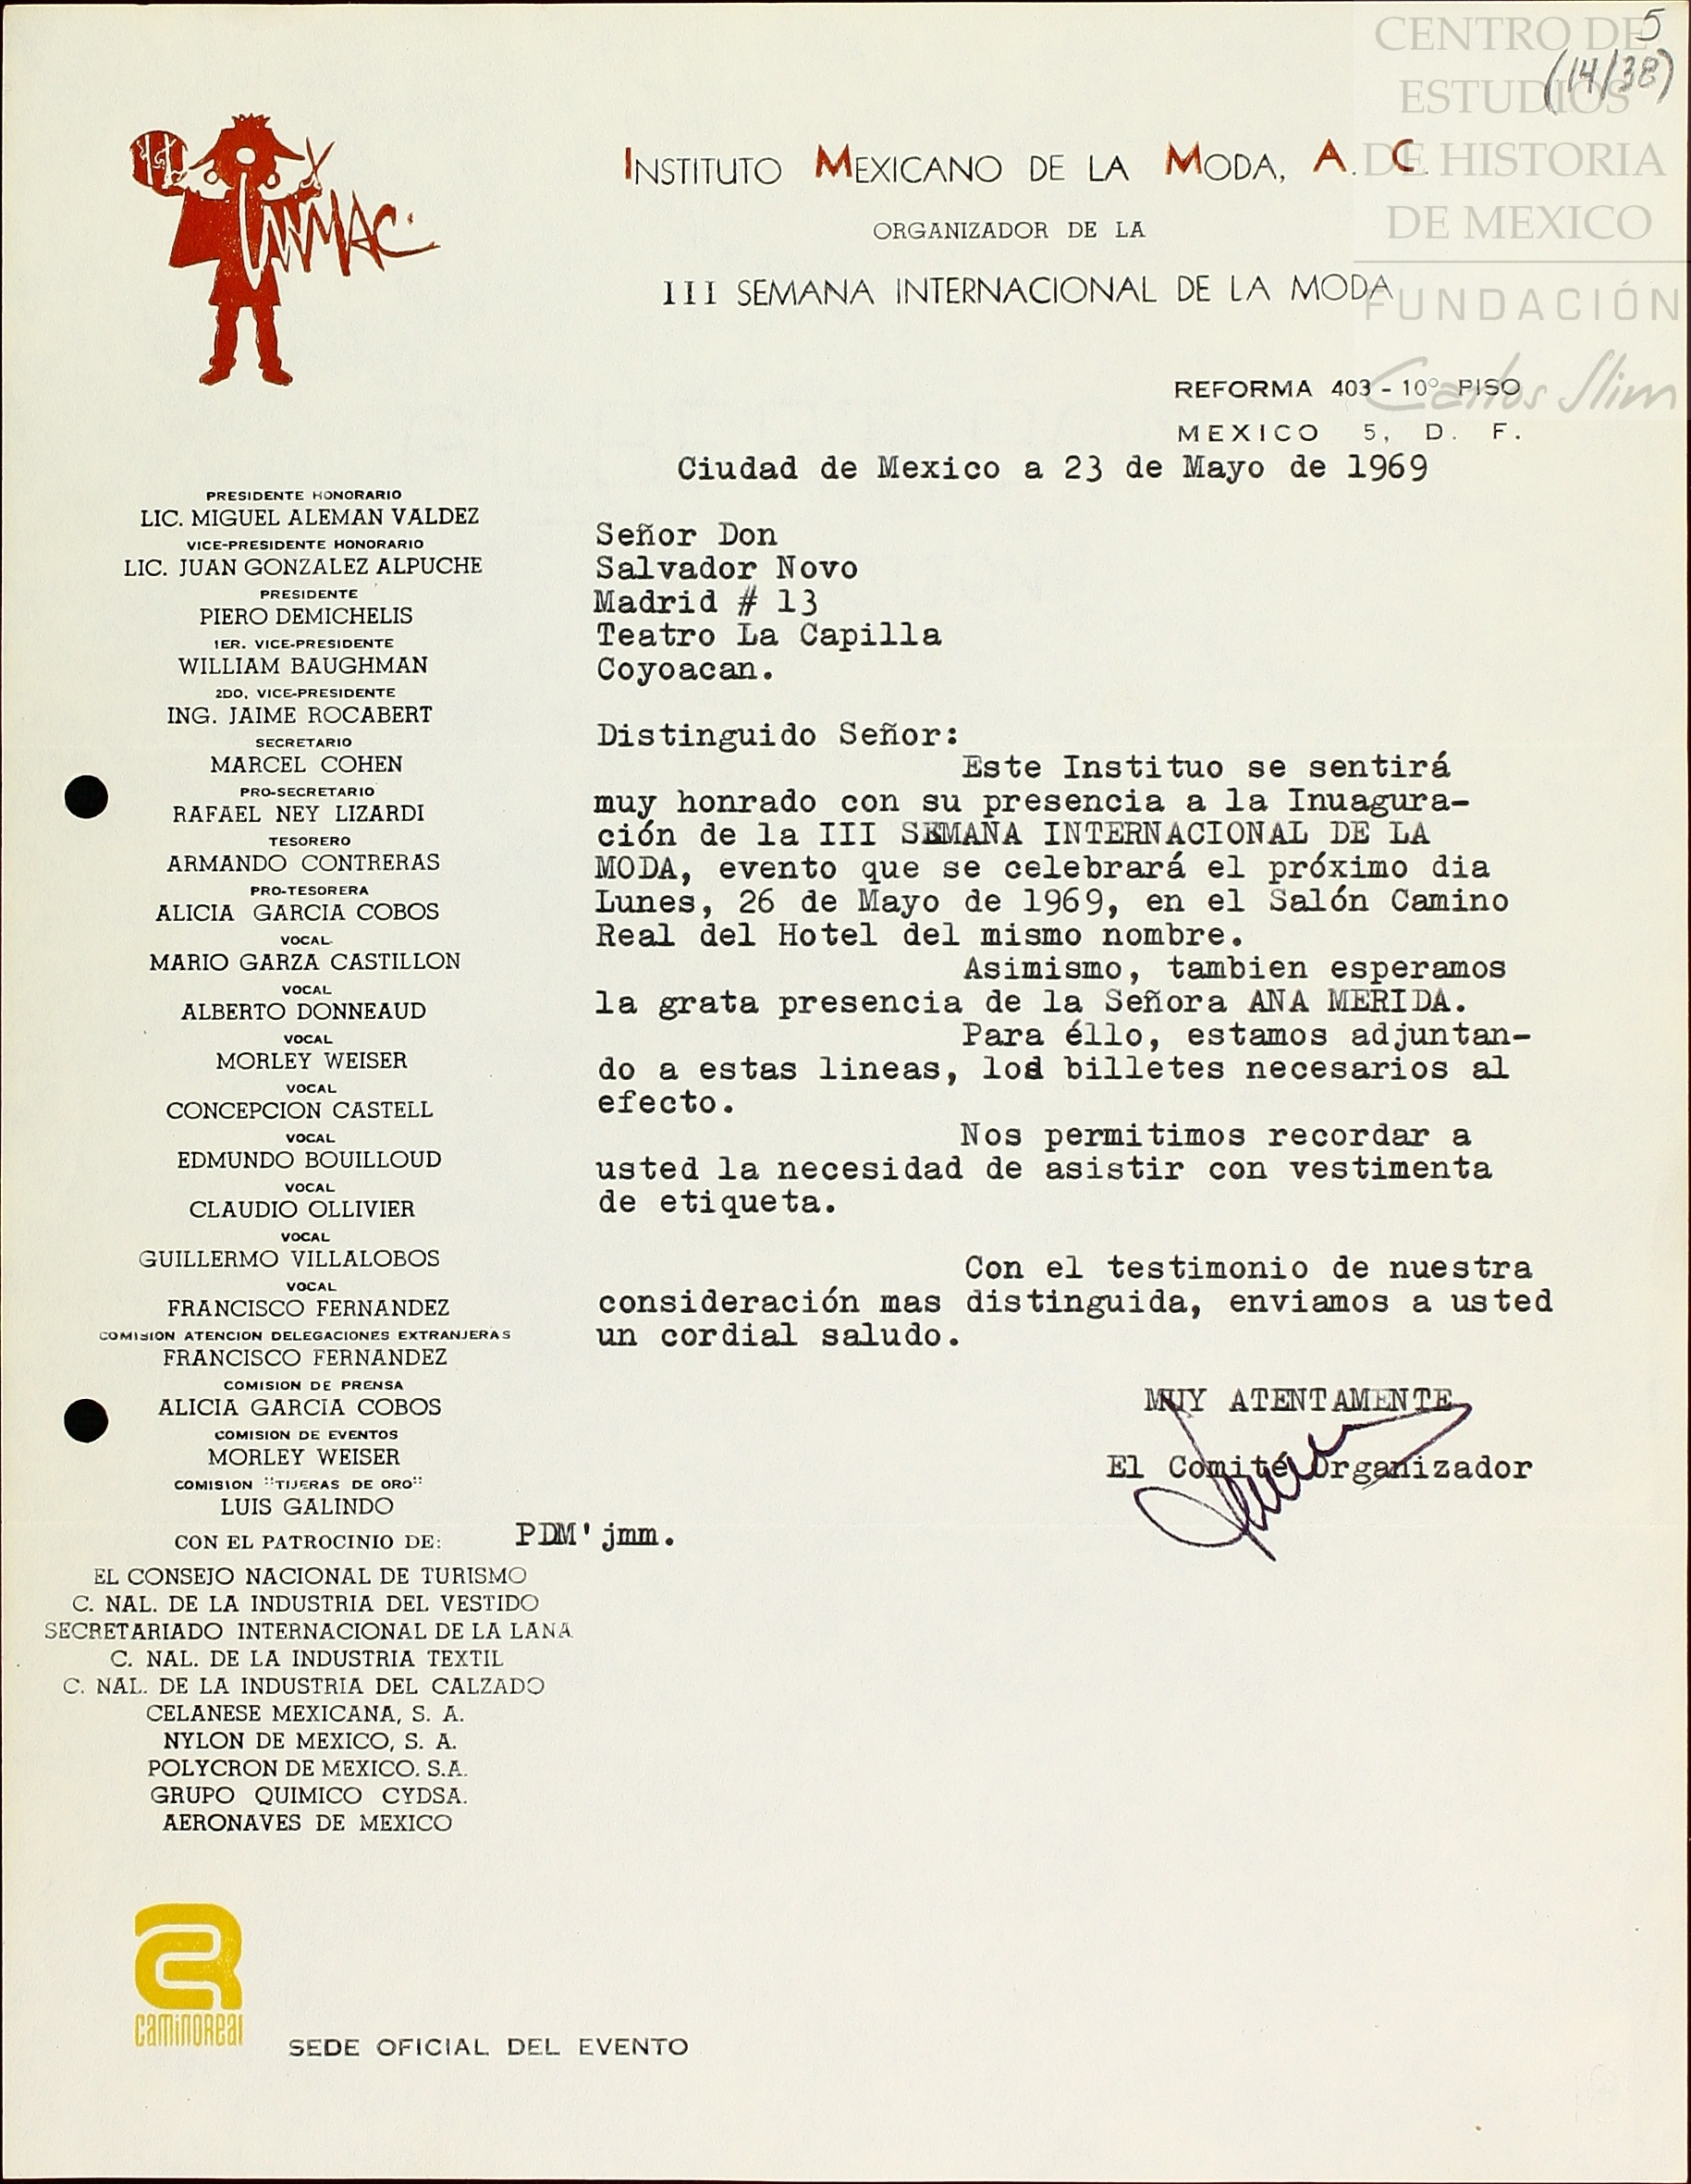 5
(14/38)
CENTRO DE
ESTUDIOS
DE HISTORIA
DE MEXICO
FUNDACIÓN
Carlos Slim
IMMAC.
INSTITUTO MEXICANO DE LA MODA, A. C.
ORGANIZADOR DE LA
III SEMANA INTERNACIONAL DE LA MODA
REFORMA 403 - 10° PISO
MEXICO 5, D. F.
Ciudad de Mexico a 23 de Mayo de 1969
PRESIDENTE HONORARIO
LIC. MIGUEL ALEMAN VALDEZ
VICE-PRESIDENTE HONORARIO
LIC. JUAN GONZALEZ ALPUCHE
PRESIDENTE
PIERO DEMICHELIS
1ER. VICE-PRESIDENTE
WILLIAM BAUGHMAN
2DO. VICE-PRESIDENTE
ING. JAIME ROCABERT
SECRETARIO
MARCEL COHEN
PRO-SECRETARIO
RAFAEL NEY LIZARDI
TESORERO
ARMANDO CONTRERAS
PRO-TESORERA
ALICIA GARCIA COBOS
VOCAL
MARIO GARZA CASTILLON
VOCAL
ALBERTO DONNEAUD
VOCAL
MORLEY WEISER
VOCAL
CONCEPCION CASTELL
VOCAL
EDMUNDO BOUILLOUD
VOCAL
CLAUDIO OLLIVIER
VOCAL
GUILLERMO VILLALOBOS
VOCAL
FRANCISCO FERNANDEZ
COMISION ATENCION DELEGACIONES EXTRANJERAS
FRANCISCO FERNANDEZ
COMISION DE PRENSA
ALICIA GARCIA COBOS
COMISION DE EVENTOS
MORLEY WEISER
COMISION "TIJERAS DE ORO"
LUIS GALINDO
CON EL PATROCINIO DE:
EL CONSEJO NACIONAL DE TURISMO
C. NAL. DE LA INDUSTRIA DEL VESTIDO
SECRETARIADO INTERNACIONAL DE LA LANA
C. NAL. DE LA INDUSTRIA TEXTIL
C. NAL. DE LA INDUSTRIA DEL CALZADO
CELANESE MEXICANA, S. A.
NYLON DE MEXICO, S. A.
POLYCRON DE MEXICO. S.A.
GRUPO QUIMICO CYDSA.
AERONAVES DE MEXICO
Señor Don
Salvador Novo
Madrid # 13
Teatro La Capilla
Coyoacan.
Distinguido Señor:
Este Instituo se sentirá
muy honrado con su presencia a la Inuagura-
ción de la III SEMANA INTERNACIONAL DE LA
MODA, evento que se celebrará el próximo dia
Lunes, 26 de Mayo de 1969, en el Salón Camino
Real del Hotel del mismo nombre.
Asimismo, tambien esperamos
la grata presencia de la Señora ANA MERIDA.
Para éllo, estamos adjuntan-
do a estas lineas, los billetes necesarios al
efecto.
Nos permitimos recordar a
usted la necesidad de asistir con vestimenta
de etiqueta.
Con el testimonio de nuestra
consideración mas distinguida, enviamos a usted
un cordial saludo.
MUY ATENTAMENTE
El Comité Organizador
PDM'jmm.
caminoreal
SEDE OFICIAL DEL EVENTO